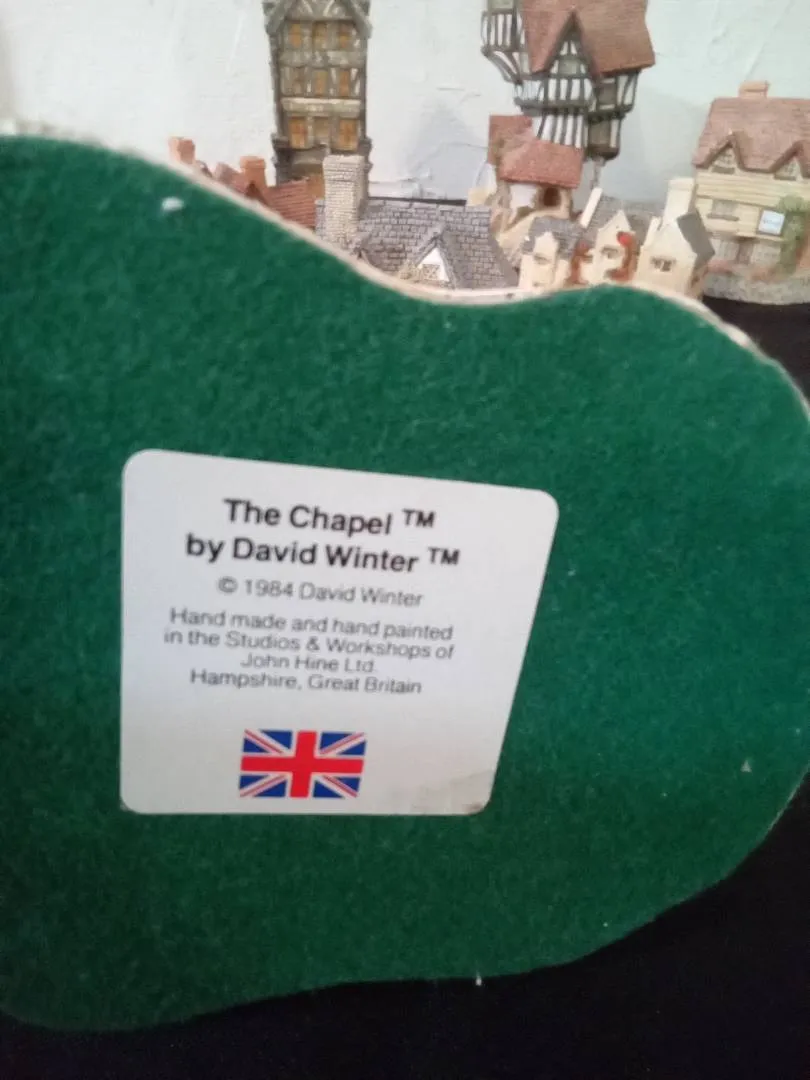 The Chapel ™
by David Winter ™
© 1984 David Winter
Hand made and hand painted
in the Studios & Workshops of
John Hine Ltd.
Hampshire, Great Britain